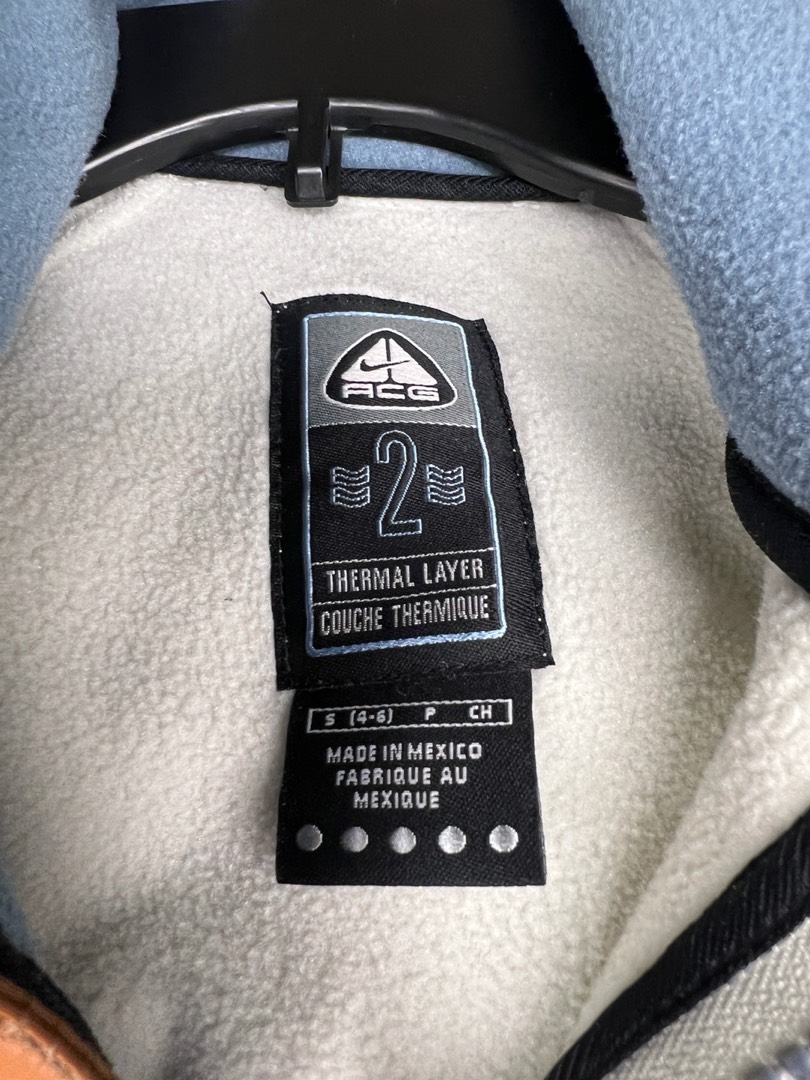 ACG
2
THERMAL LAYER
COUCHE THERMIQUE
S (4-6) P CH
MADE IN MEXICO
FABRIQUE AU
MEXIQUE